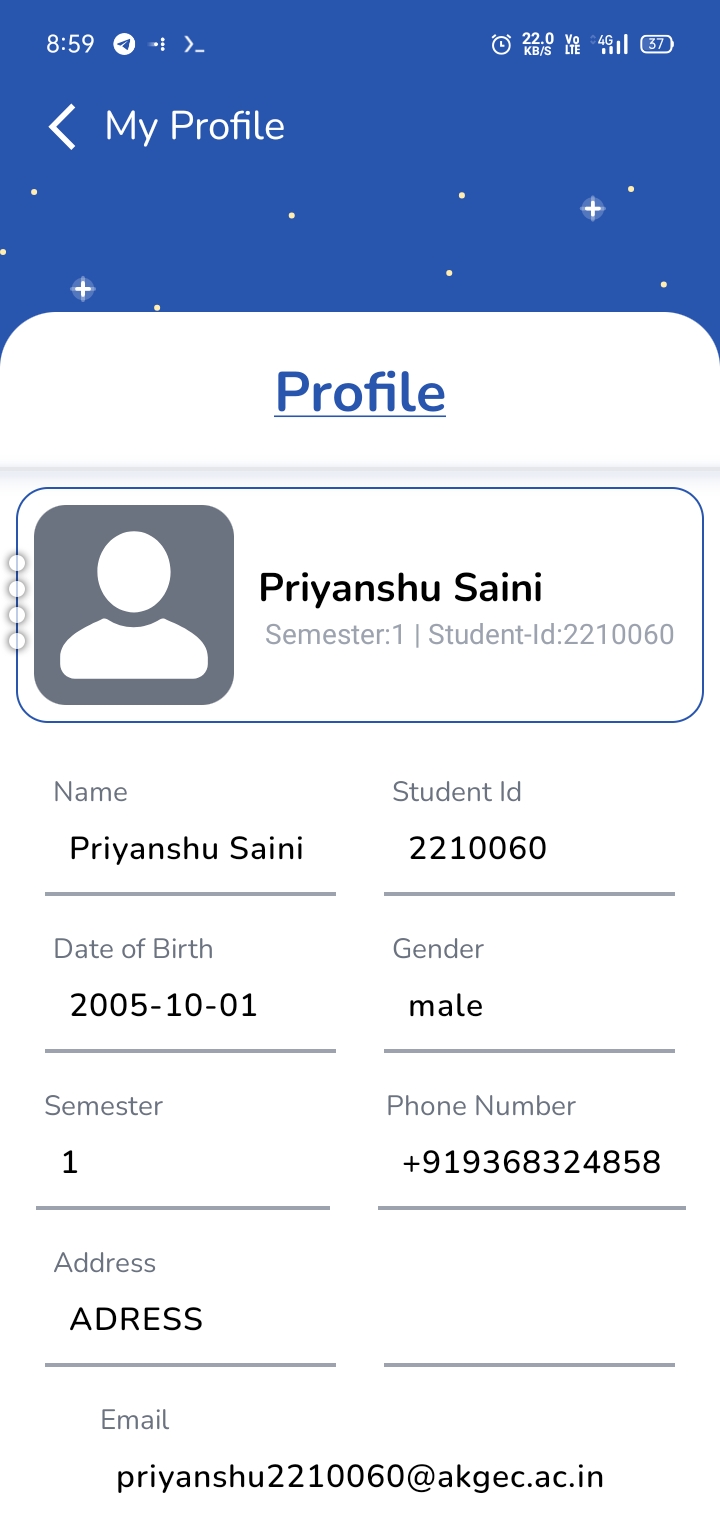 8:59 22.0 KB/S Vo LTE 4G 37
My Profile
Profile
Priyanshu Saini
Semester:1 | Student-Id:2210060
Name Student Id
Priyanshu Saini 2210060
Date of Birth Gender
2005-10-01 male
Semester Phone Number
1 +919368324858
Address
ADRESS
Email
priyanshu2210060@akgec.ac.in